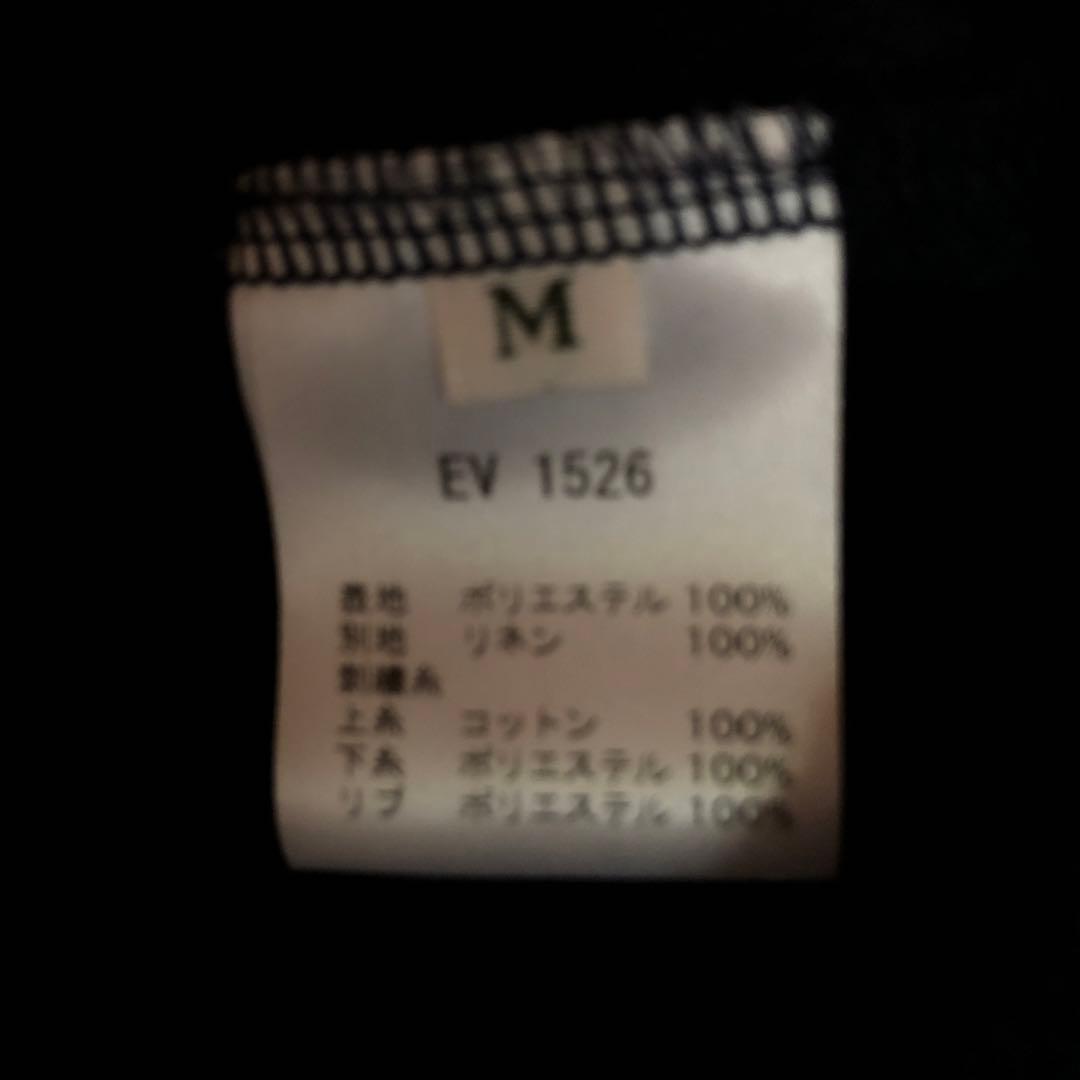 M
EV 1526
表地 ポリエステル 100%
別地 リネン 100%
刺繍糸
上糸 コットン 100%
下糸 ポリエステル 100%
リブ ポリエステル 100%